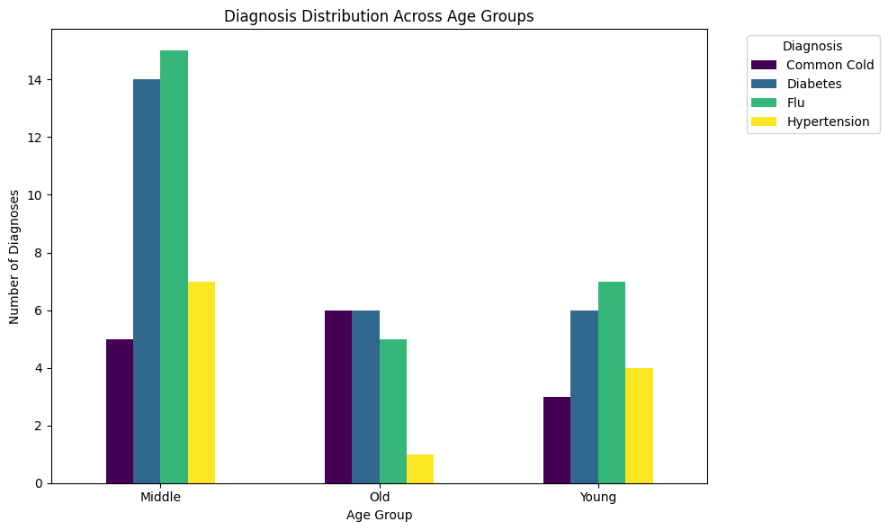 Diagnosis Distribution Across Age Groups
Diagnosis
Common Cold
Diabetes
Flu
Hypertension
Number of Diagnoses
14
12
10
8
6
4
2
0
Middle
Old
Young
Age Group